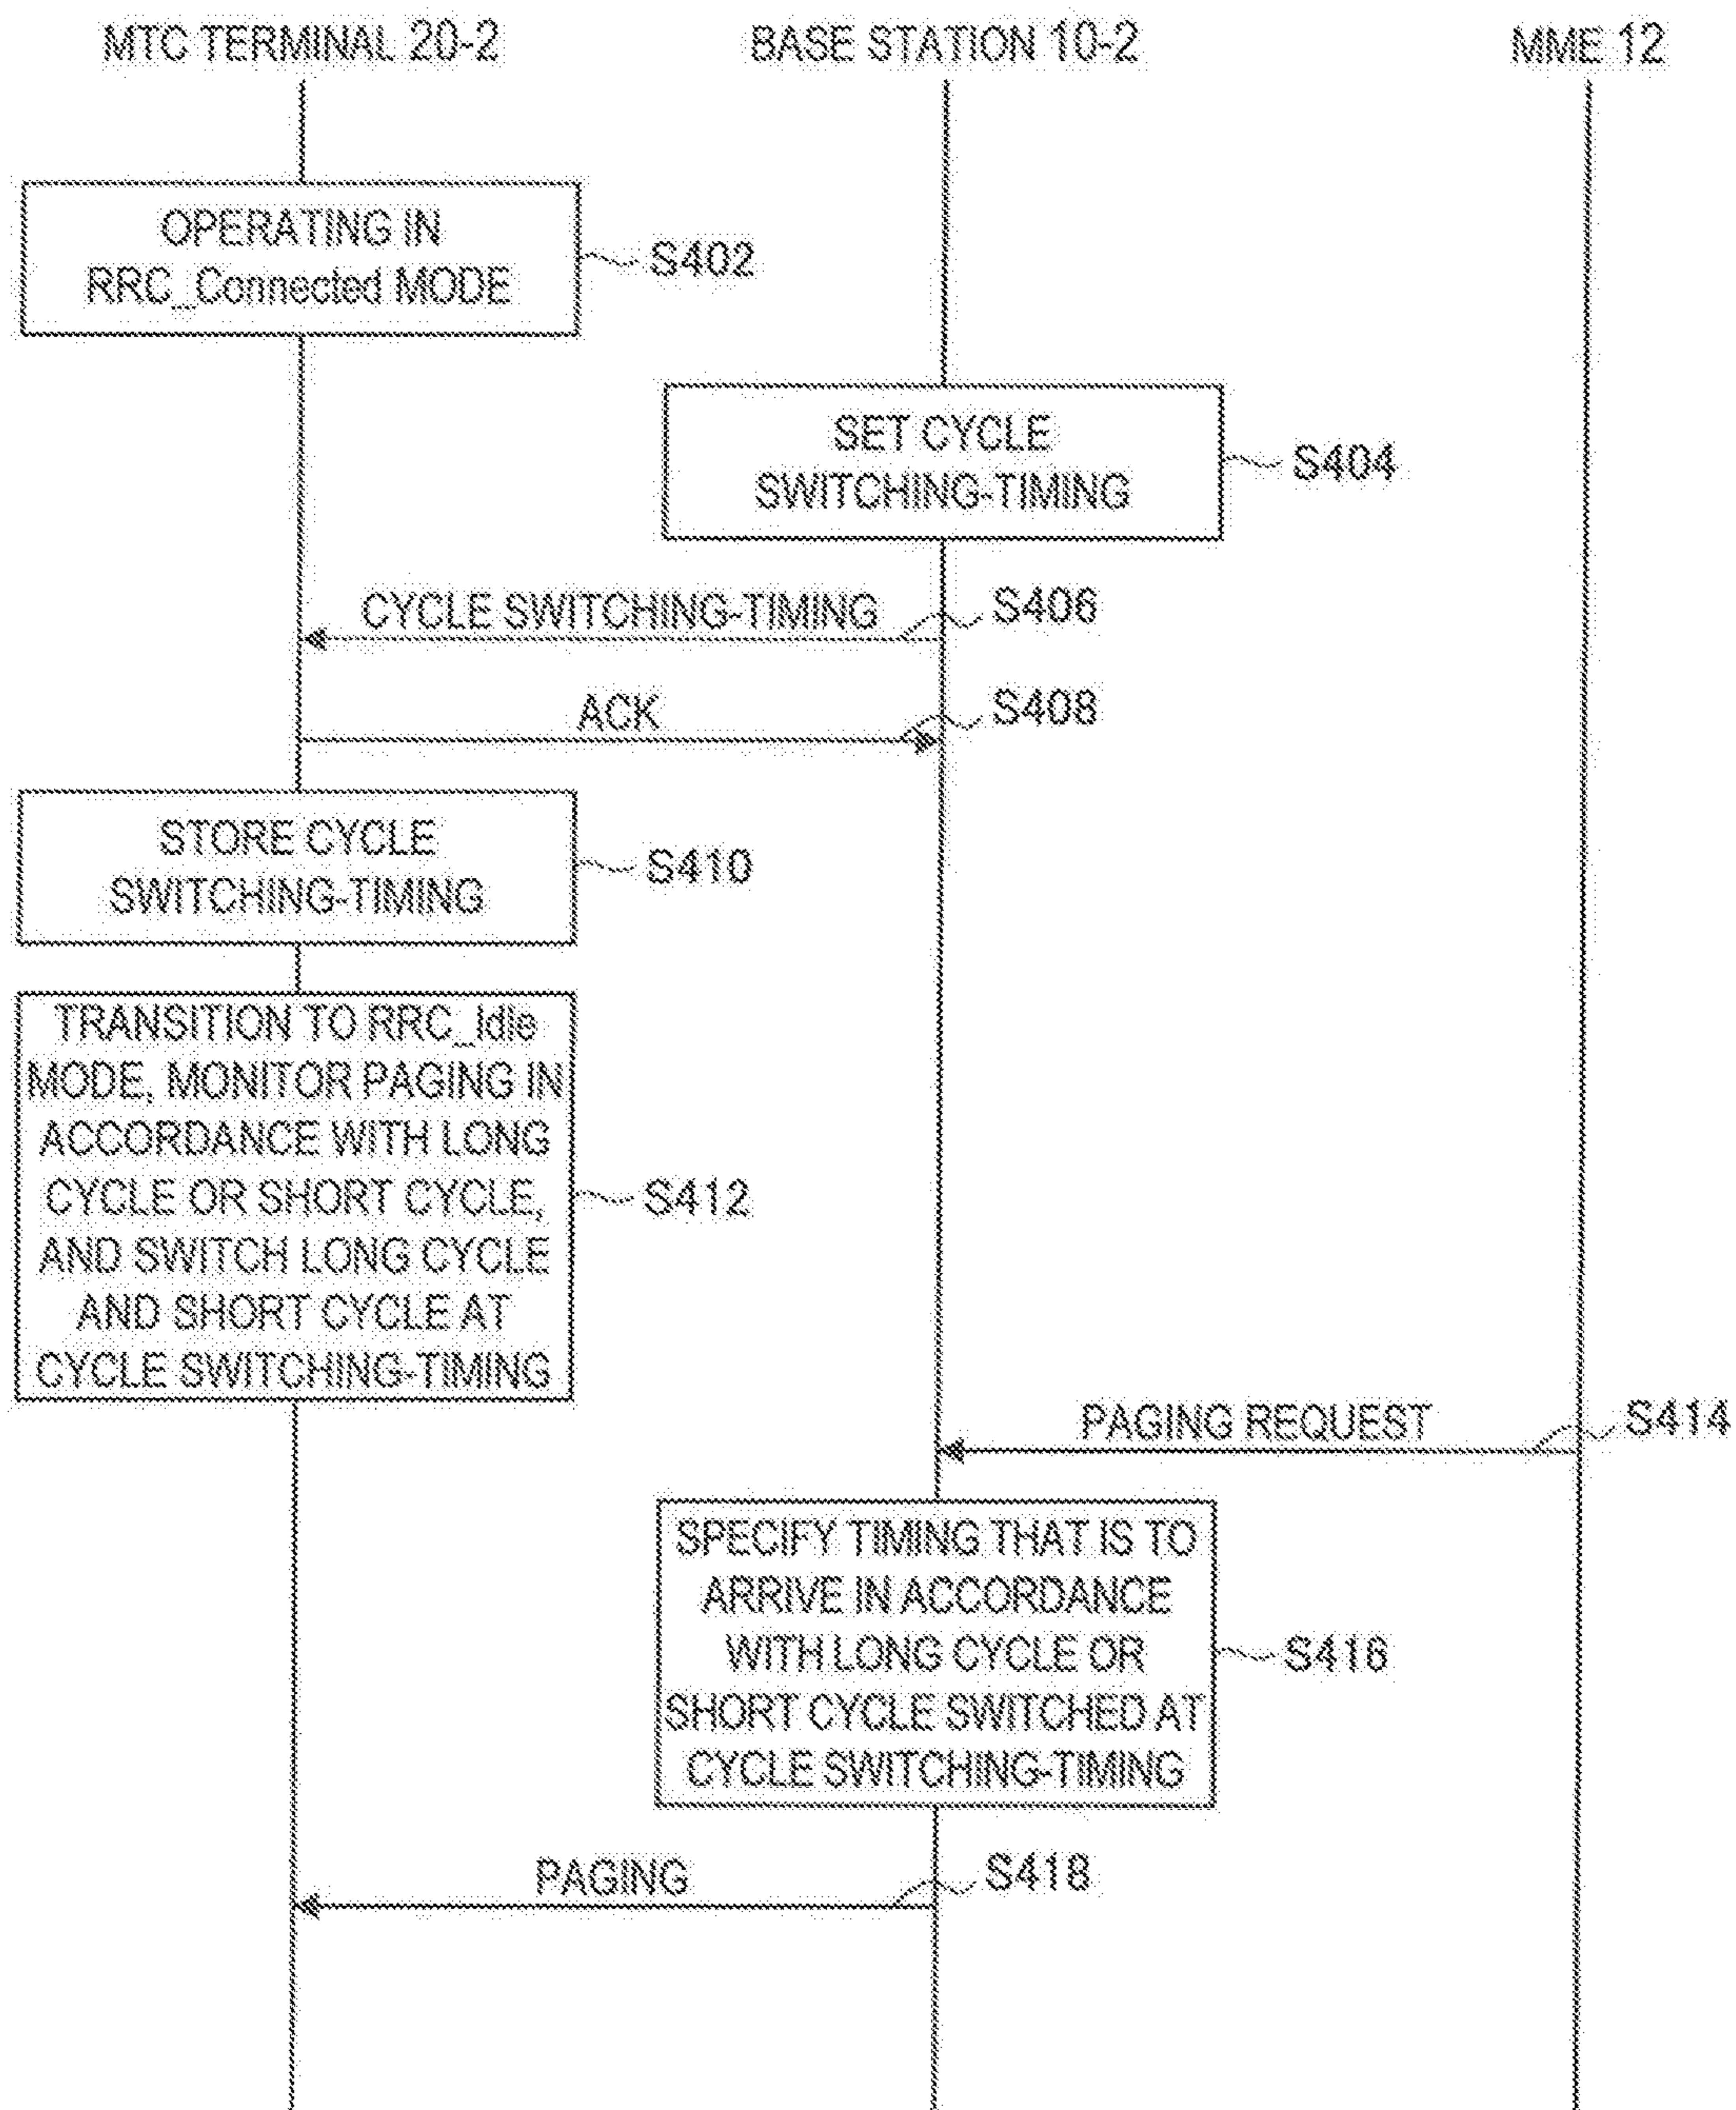 MTC TERMINAL 20-2
BASE STATION 10-2
MME 12
OPERATING IN
RRC_Connected MODE
S402
SET CYCLE
SWITCHING-TIMING
S404
CYCLE SWITCHING-TIMING
S406
ACK
S408
STORE CYCLE
SWITCHING-TIMING
S410
TRANSITION TO RRC_Idle
MODE, MONITOR PAGING IN
ACCORDANCE WITH LONG
CYCLE OR SHORT CYCLE,
AND SWITCH LONG CYCLE
AND SHORT CYCLE AT
CYCLE SWITCHING-TIMING
S412
PAGING REQUEST
S414
SPECIFY TIMING THAT IS TO
ARRIVE IN ACCORDANCE
WITH LONG CYCLE OR
SHORT CYCLE SWITCHED AT
CYCLE SWITCHING-TIMING
S416
PAGING
S418